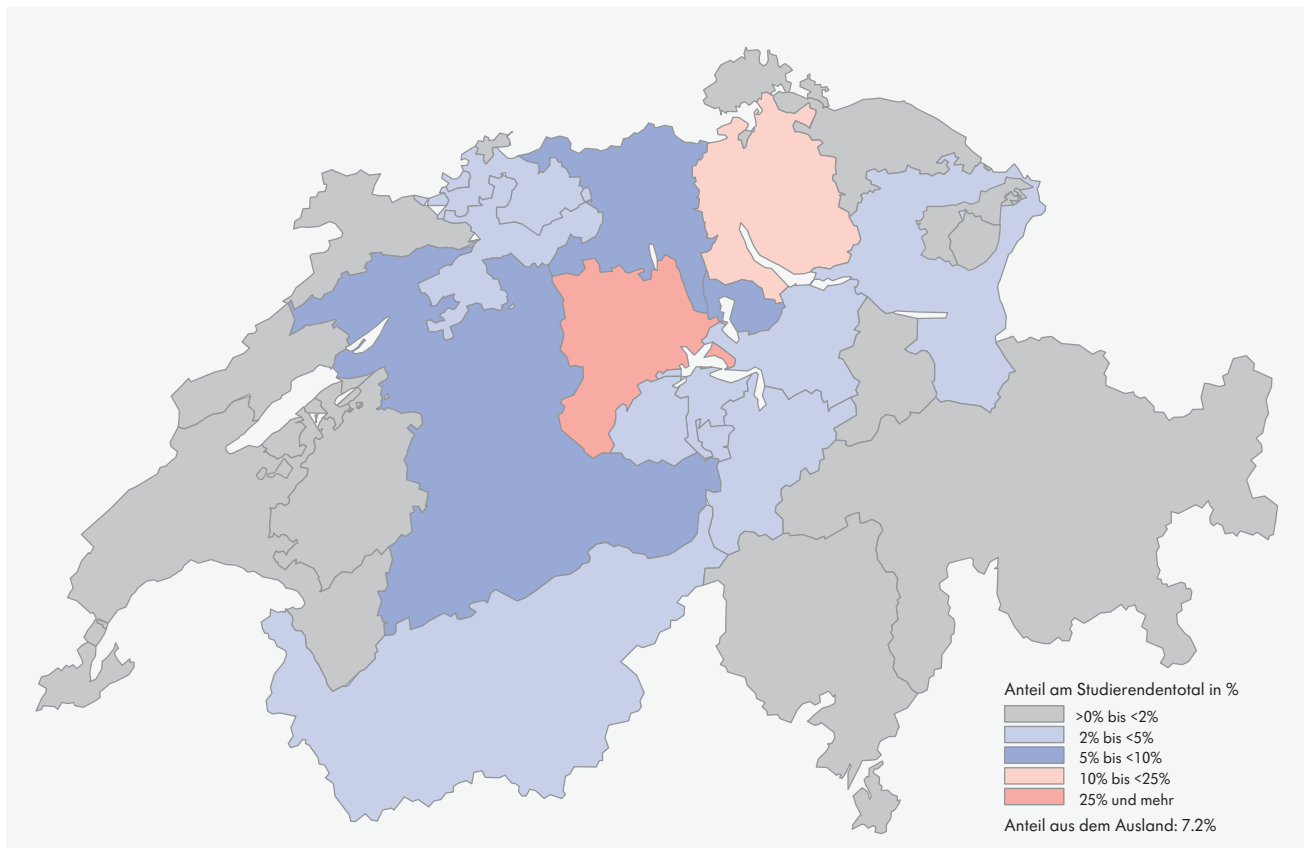 Anteil am Studierendentotal in %
>0% bis <2%
2% bis <5%
5% bis <10%
10% bis <25%
25% und mehr
Anteil aus dem Ausland: 7.2%